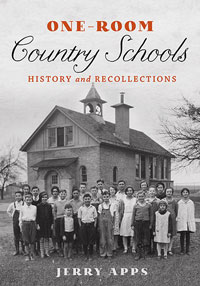 ONE-ROOM
Country Schools
HISTORY and RECOLLECTIONS
JERRY APPS